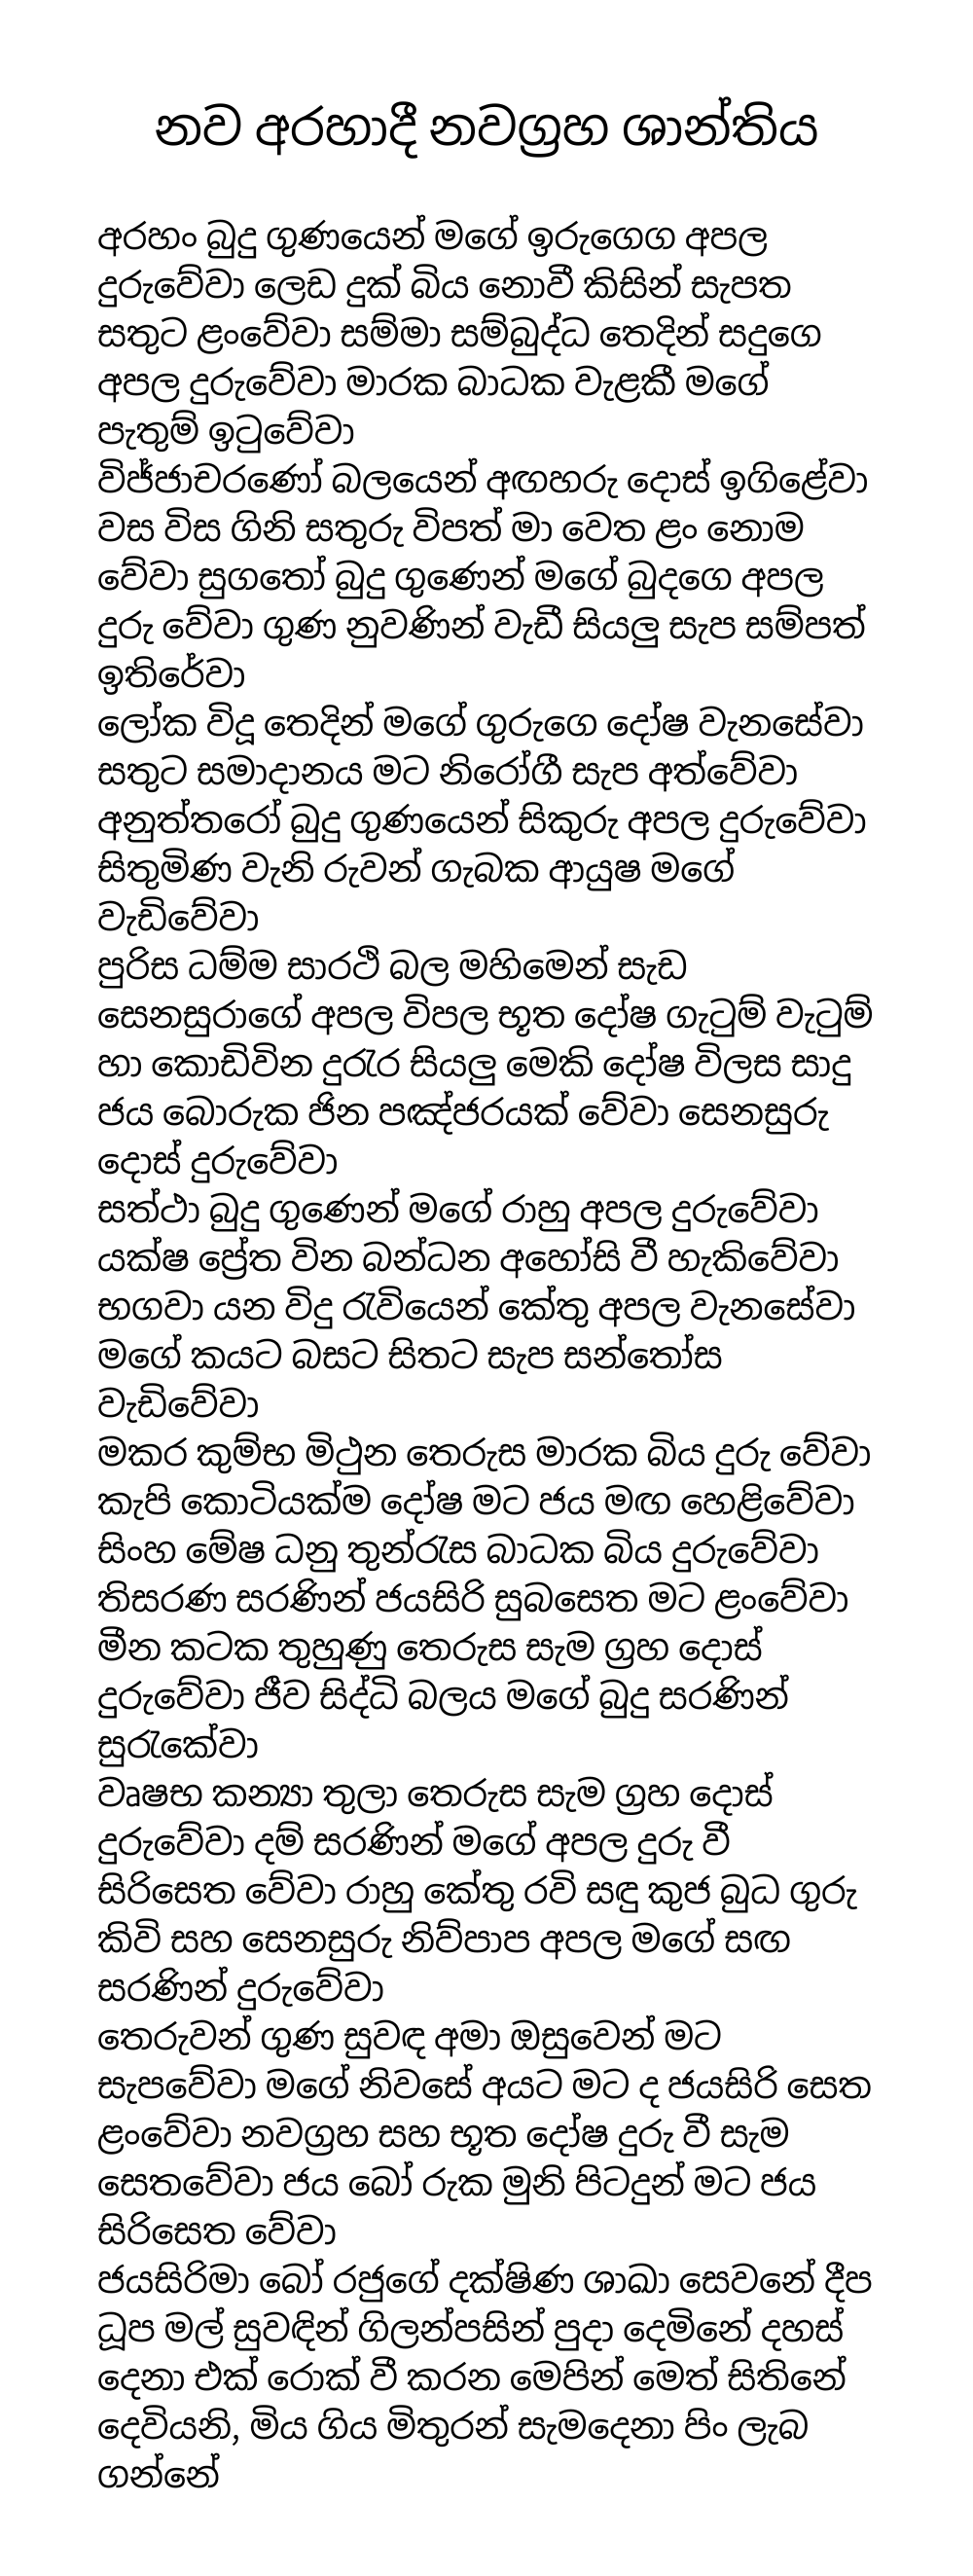 නව අරහාදී නවග්‍රහ ශාන්තිය
අරහං බුදු ගුණයෙන් මගේ ඉරුගෙග අපල
දුරුවේවා ලෙඩ දුක් බිය නොවී කිසින් සැපත
සතුට ළංවේවා සම්මා සම්බුද්ධ තෙදින් සදුගෙ
අපල දුරුවේවා මාරක බාධක වැළකී මගේ
පැතුම් ඉටුවේවා
විජ්ජාචරණෝ බලයෙන් අඟහරු දොස් ඉගිළේවා
වස විස ගිනි සතුරු විපත් මා වෙත ළං නොම
වේවා සුගතෝ බුදු ගුණෙන් මගේ බුදගෙ අපල
දුරු වේවා ගුණ නුවණින් වැඩී සියලු සැප සම්පත්
ඉතිරේවා
ලෝක විදූ තෙදින් මගේ ගුරුගෙ දෝෂ වැනසේවා
සතුට සමාදානය මට නිරෝගී සැප අත්වේවා
අනුත්තරෝ බුදු ගුණයෙන් සිකුරු අපල දුරුවේවා
සිතුමිණ වැනි රුවන් ගැබක ආයුෂ මගේ
වැඩිවේවා
පුරිස ධම්ම සාරථි බල මහිමෙන් සැඩ
සෙනසුරාගේ අපල විපල භූත දෝෂ ගැටුම් වැටුම්
හා කොඩිවින දුරැර සියලු මෙකි දෝෂ විලස සාදු
ජය බොරුක ජින පඤ්ජරයක් වේවා සෙනසුරු
දොස් දුරුවේවා
සත්ථා බුදු ගුණෙන් මගේ රාහු අපල දුරුවේවා
යක්ෂ ප්‍රේත වින බන්ධන අහෝසි වී හැකිවේවා
භගවා යන විදු රැවියෙන් කේතු අපල වැනසේවා
මගේ කයට බසට සිතට සැප සන්තෝස
වැඩිවේවා
මකර කුම්භ මිථුන තෙරුස මාරක බිය දුරු වේවා
කැපි කොටියක්ම දෝෂ මට ජය මඟ හෙළිවේවා
සිංහ මේෂ ධනු තුන්රැස බාධක බිය දුරුවේවා
තිසරණ සරණින් ජයසිරි සුබසෙත මට ළංවේවා
මීන කටක තුහුණු තෙරුස සැම ග්‍රහ දොස්
දුරුවේවා ජීව සිද්ධි බලය මගේ බුදු සරණින්
සුරැකේවා
වෘෂභ කන්‍යා තුලා තෙරුස සැම ග්‍රහ දොස්
දුරුවේවා දම් සරණින් මගේ අපල දුරු වී
සිරිසෙත වේවා රාහු කේතු රවි සඳු කුජ බුධ ගුරු
කිවි සහ සෙනසුරු නිව්පාප අපල මගේ සඟ
සරණින් දුරුවේවා
තෙරුවන් ගුණ සුවඳ අමා ඔසුවෙන් මට
සැපවේවා මගේ නිවසේ අයට මට ද ජයසිරි සෙත
ළංවේවා නවග්‍රහ සහ භූත දෝෂ දුරු වී සැම
සෙතවේවා ජය බෝ රුක මුනි පිටදුන් මට ජය
සිරිසෙත වේවා
ජයසිරිමා බෝ රජුගේ දක්ෂිණ ශාඛා සෙවනේ දීප
ධූප මල් සුවඳින් ගිලන්පසින් පුදා දෙමිනේ දහස්
දෙනා එක් රොක් වී කරන මෙපින් මෙත් සිතිනේ
දෙවියනි, මිය ගිය මිතුරන් සැමදෙනා පිං ලැබ
ගන්නේ